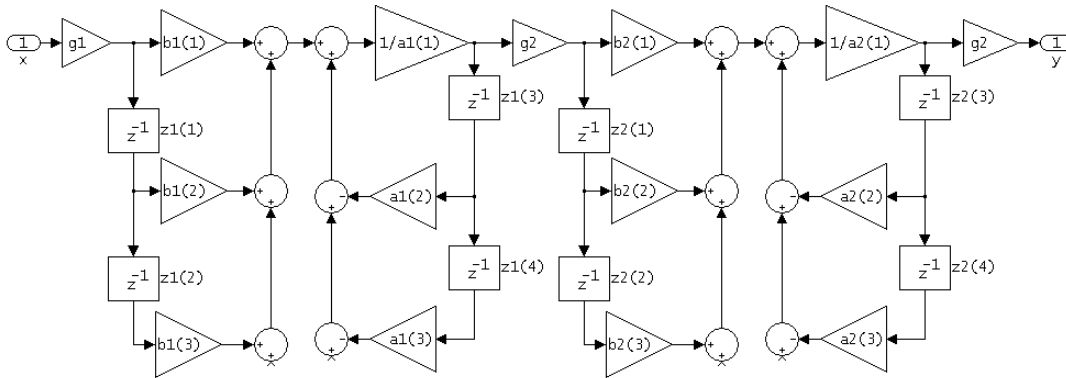 1
x
g1
b1(1)
+
+
+
+
1/a1(1)
g2
b2(1)
+
+
+
+
1/a2(1)
g2
1
y
z-1 z1(1)
z-1 z1(3)
z-1 z2(1)
z-1 z2(3)
b1(2)
+
+
-
+
a1(2)
b2(2)
+
+
-
+
a2(2)
z-1 z1(2)
z-1 z1(4)
z-1 z2(2)
z-1 z2(4)
b1(3)
+
+
-
+
a1(3)
b2(3)
+
+
-
+
a2(3)